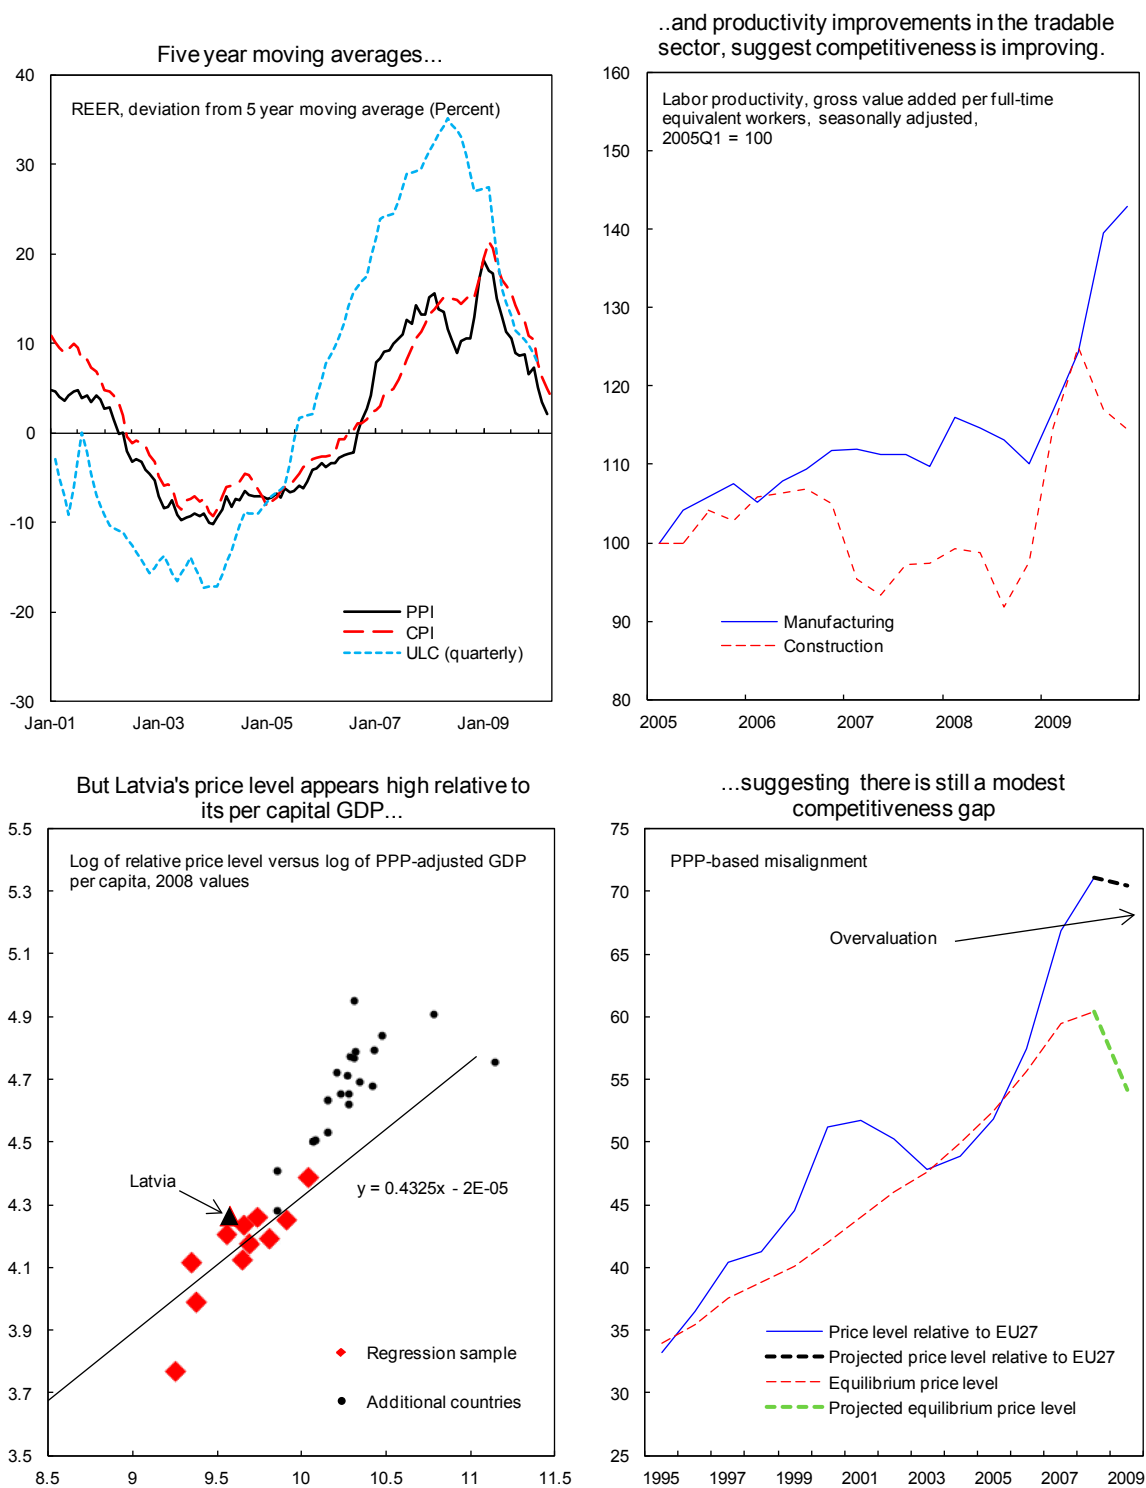 Five year moving averages...
REER, deviation from 5 year moving average (Percent)
40
30
20
10
0
-10
-20
-30
PPI
CPI
ULC (quarterly)
Jan-01 Jan-03 Jan-05 Jan-07 Jan-09
..and productivity improvements in the tradable
sector, suggest competitiveness is improving.
160
150
140
130
120
110
100
90
80
Labor productivity, gross value added per full-time
equivalent workers, seasonally adjusted,
2005Q1 = 100
Manufacturing
Construction
2005 2006 2007 2008 2009
But Latvia's price level appears high relative to
its per capital GDP...
5.5
5.3
5.1
4.9
4.7
4.5
4.3
4.1
3.9
3.7
3.5
Log of relative price level versus log of PPP-adjusted GDP
per capita, 2008 values
Latvia
y = 0.4325x - 2E-05
Regression sample
Additional countries
8.5 9 9.5 10 10.5 11 11.5
...suggesting there is still a modest
competitiveness gap
75
70
65
60
55
50
45
40
35
30
25
PPP-based misalignment
Overvaluation
Price level relative to EU27
Projected price level relative to EU27
Equilibrium price level
Projected equilibrium price level
1995 1997 1999 2001 2003 2005 2007 2009